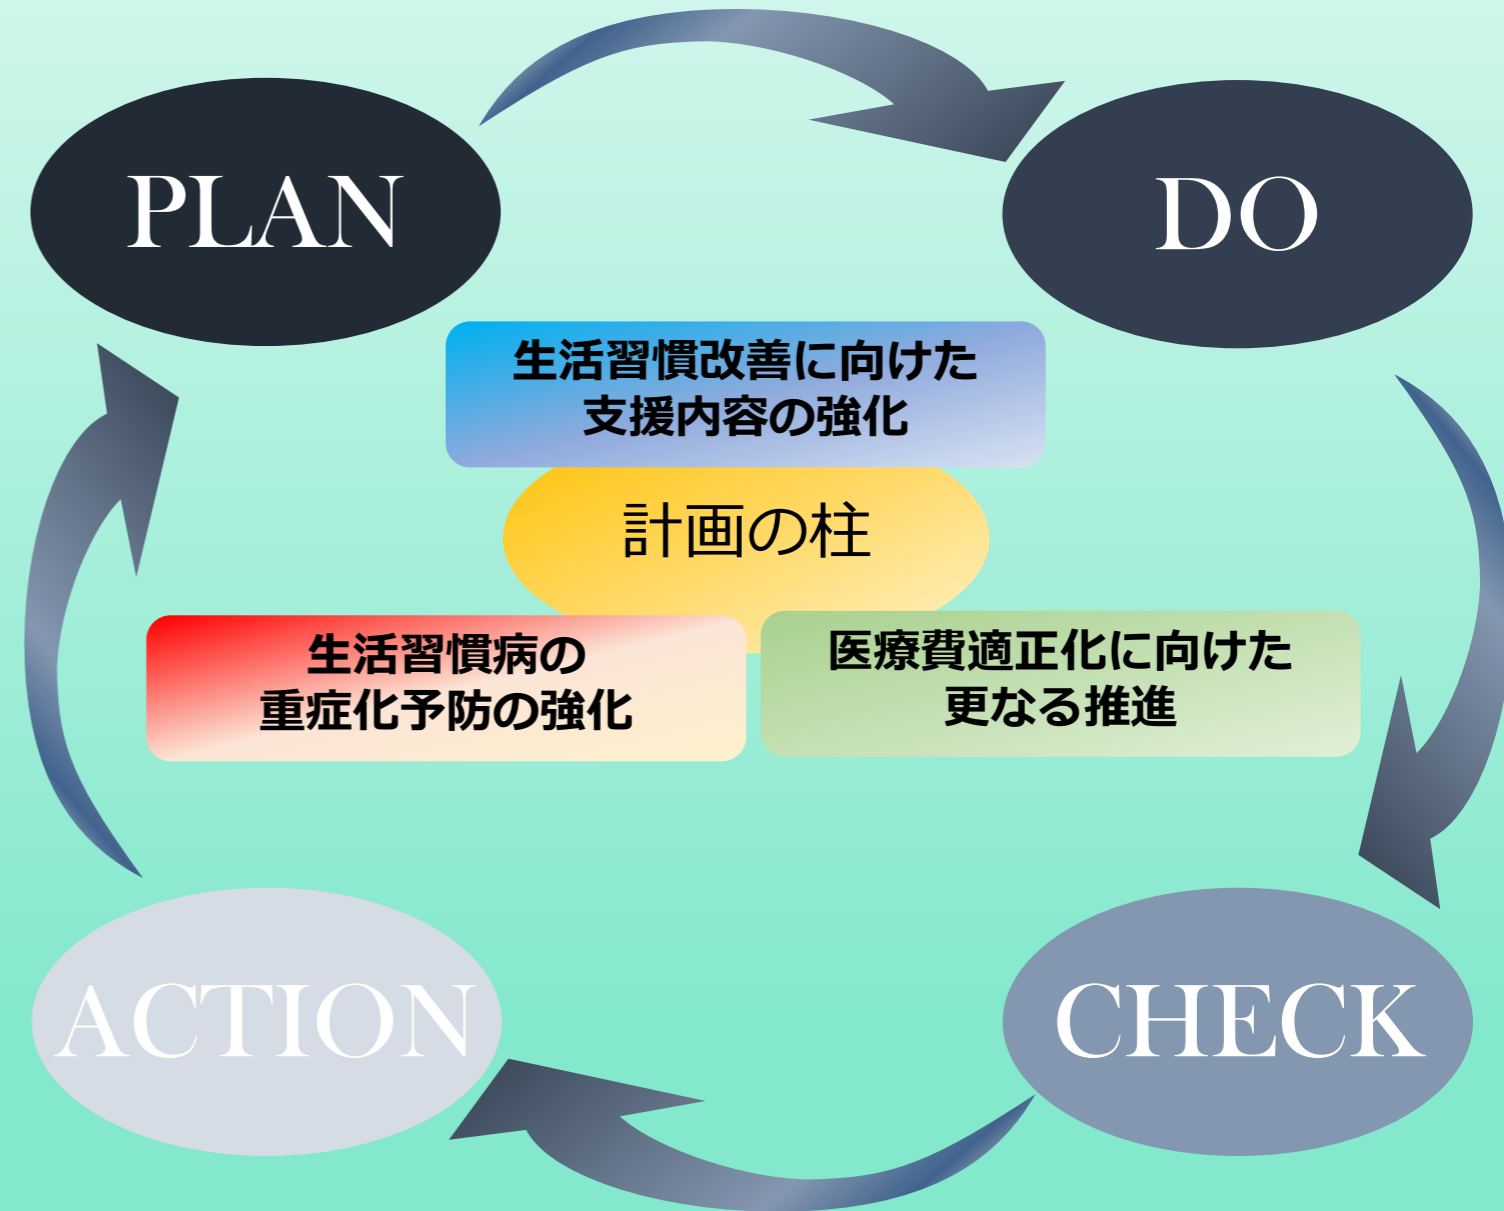 PLAN
DO
生活習慣改善に向けた
支援内容の強化
計画の柱
生活習慣病の
重症化予防の強化
医療費適正化に向けた
更なる推進
ACTION
CHECK